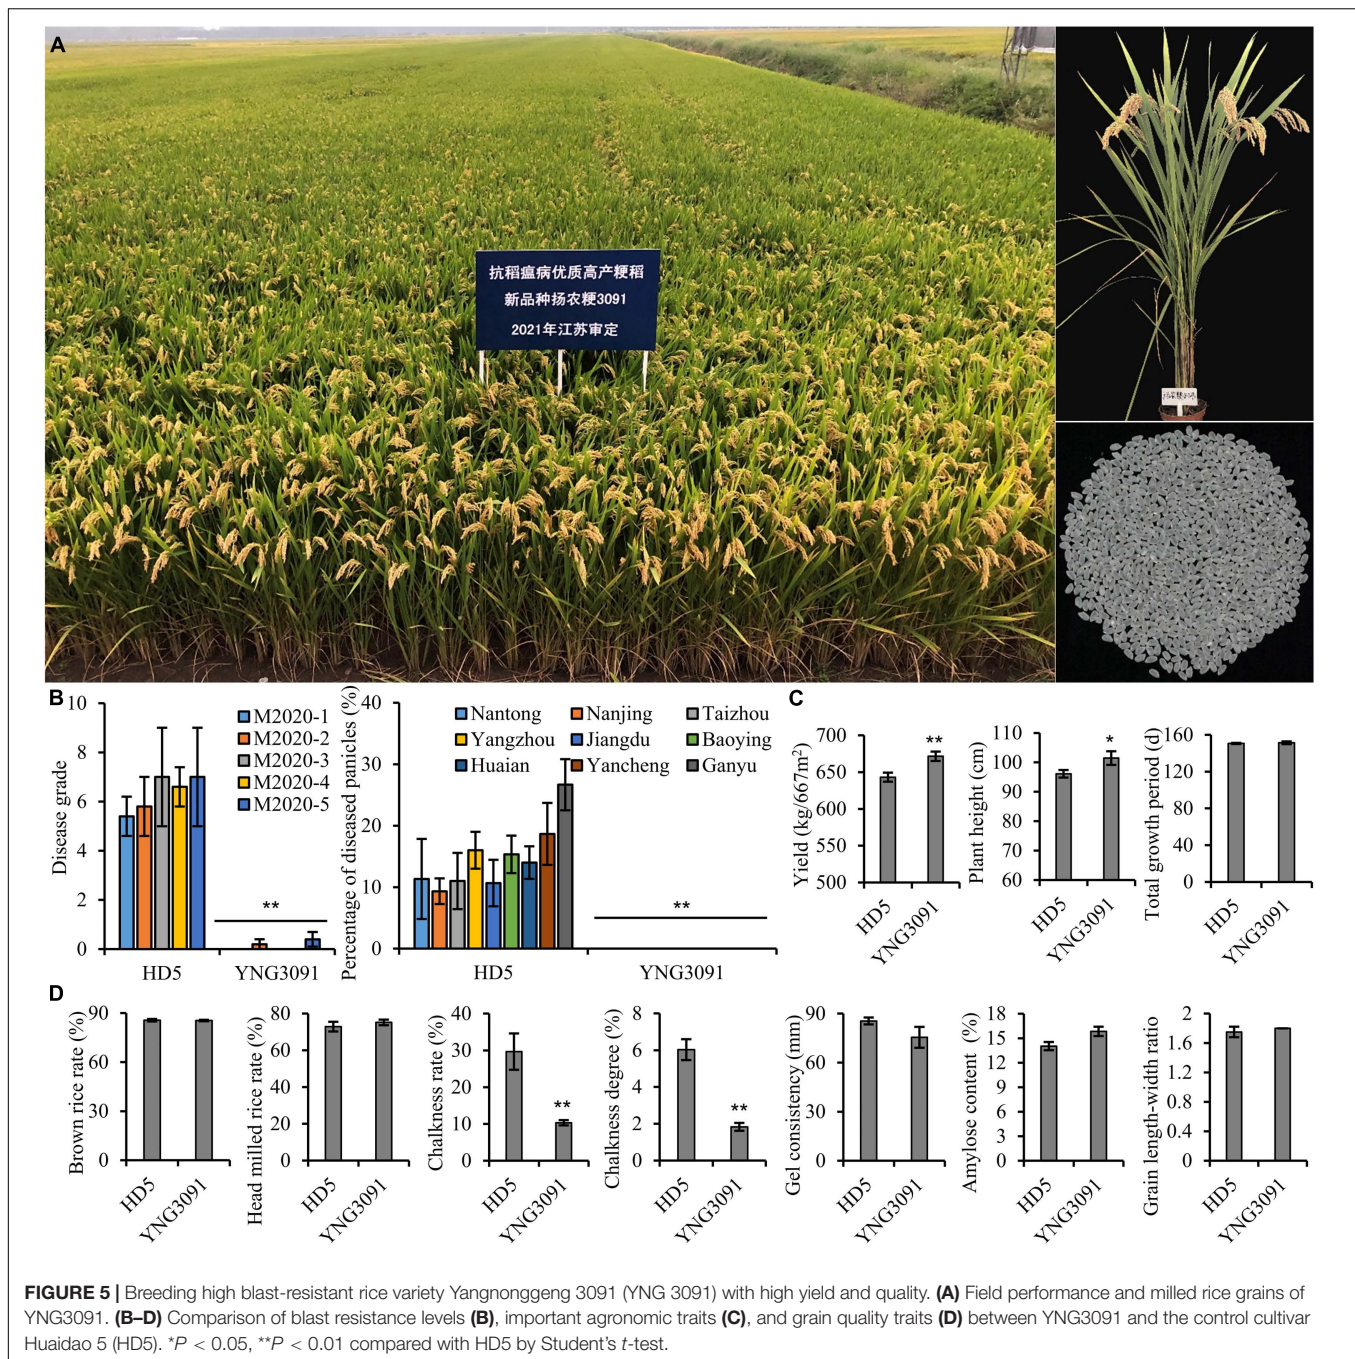 A
抗稻瘟病优质高产粳稻
新品种扬农粳3091
2021年江苏审定
B
Disease grade
10
8
6
4
2
0
M2020-1
M2020-2
M2020-3
M2020-4
M2020-5
**
HD5
YNG3091
Percentage of diseased panicles (%)
40
30
20
10
0
Nantong
Nanjing
Taizhou
Yangzhou
Jiangdu
Baoying
Huaian
Yancheng
Ganyu
**
HD5
YNG3091
C
Yield (kg/667m²)
700
650
600
550
500
**
HD5
YNG3091
Plant height (cm)
110
100
90
80
70
60
*
HD5
YNG3091
Total growth period (d)
160
120
80
40
0
HD5
YNG3091
D
Brown rice rate (%)
90
60
30
0
HD5
YNG3091
Head milled rice rate (%)
80
60
40
20
0
HD5
YNG3091
Chalkness rate (%)
40
30
20
10
0
**
HD5
YNG3091
Chalkness degree (%)
8
6
4
2
0
**
HD5
YNG3091
Gel consistency (mm)
90
60
30
0
HD5
YNG3091
Amylose content (%)
18
15
12
9
6
3
0
HD5
YNG3091
Grain length-width ratio
2
1.6
1.2
0.8
0.4
0
HD5
YNG3091
FIGURE 5 | Breeding high blast-resistant rice variety Yangnonggeng 3091 (YNG 3091) with high yield and quality. (A) Field performance and milled rice grains of
YNG3091. (B–D) Comparison of blast resistance levels (B), important agronomic traits (C), and grain quality traits (D) between YNG3091 and the control cultivar
Huaidao 5 (HD5). *P < 0.05, **P < 0.01 compared with HD5 by Student's t-test.